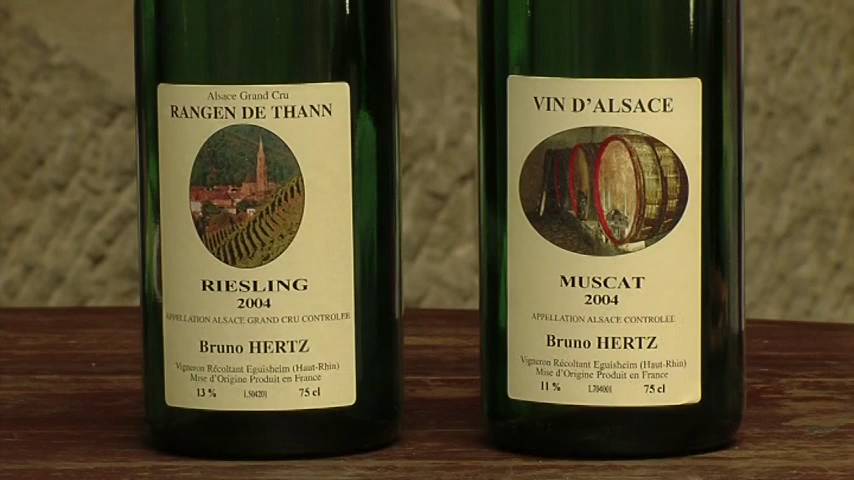 Alsace Grand Cru
RANGEN DE THANN
RIESLING
2004
APPELLATION ALSACE GRAND CRU CONTROLEE
Bruno HERTZ
Vigneron Récoltant Eguisheim (Haut-Rhin)
Mise d'Origine Produit en France
13 % L504201 75 cl
VIN D'ALSACE
MUSCAT
2004
APPELLATION ALSACE CONTROLEE
Bruno HERTZ
Vigneron Récoltant Eguisheim (Haut-Rhin)
Mise d'Origine Produit en France
11 % L704001 75 cl